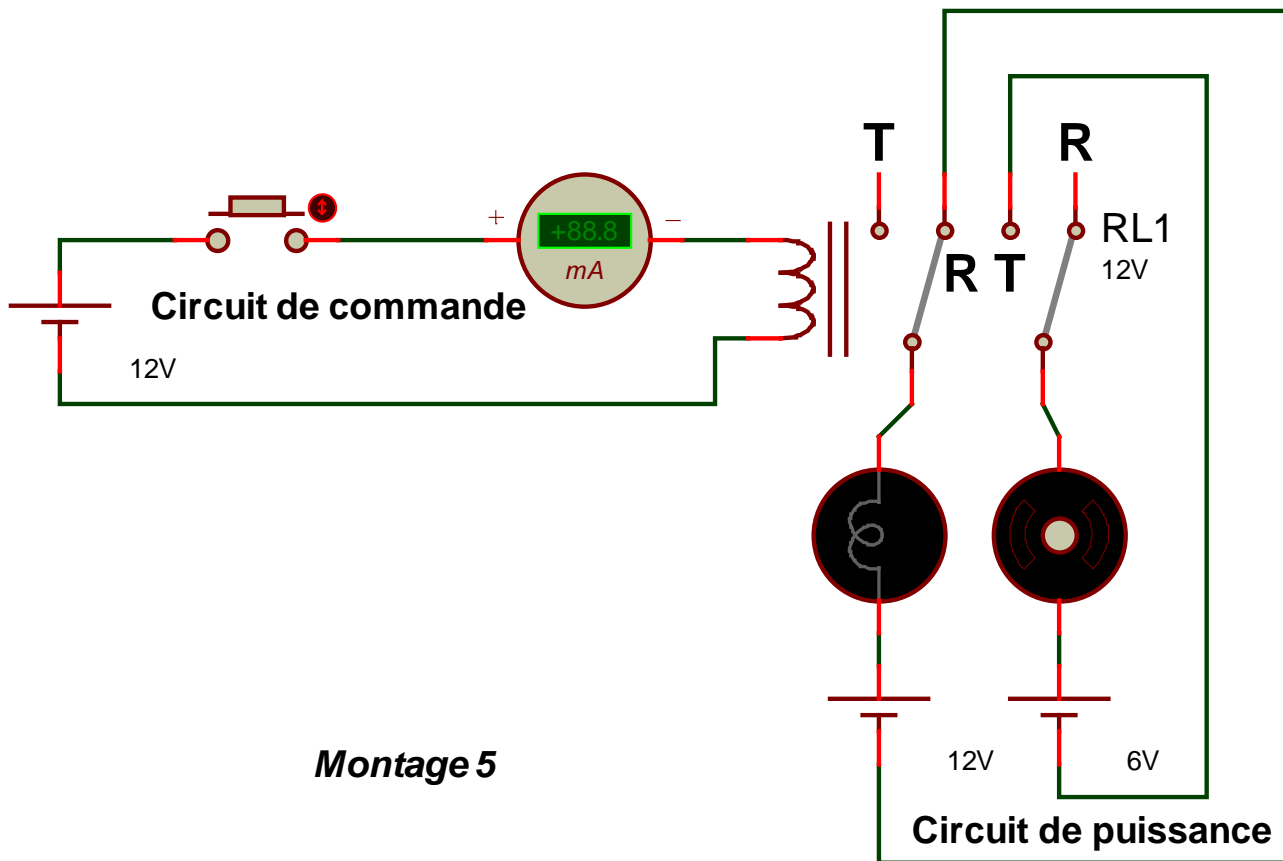 T
R
+
+88.8
−
mA
RL1
12V
R
T
Circuit de commande
12V
Montage 5
12V
6V
Circuit de puissance